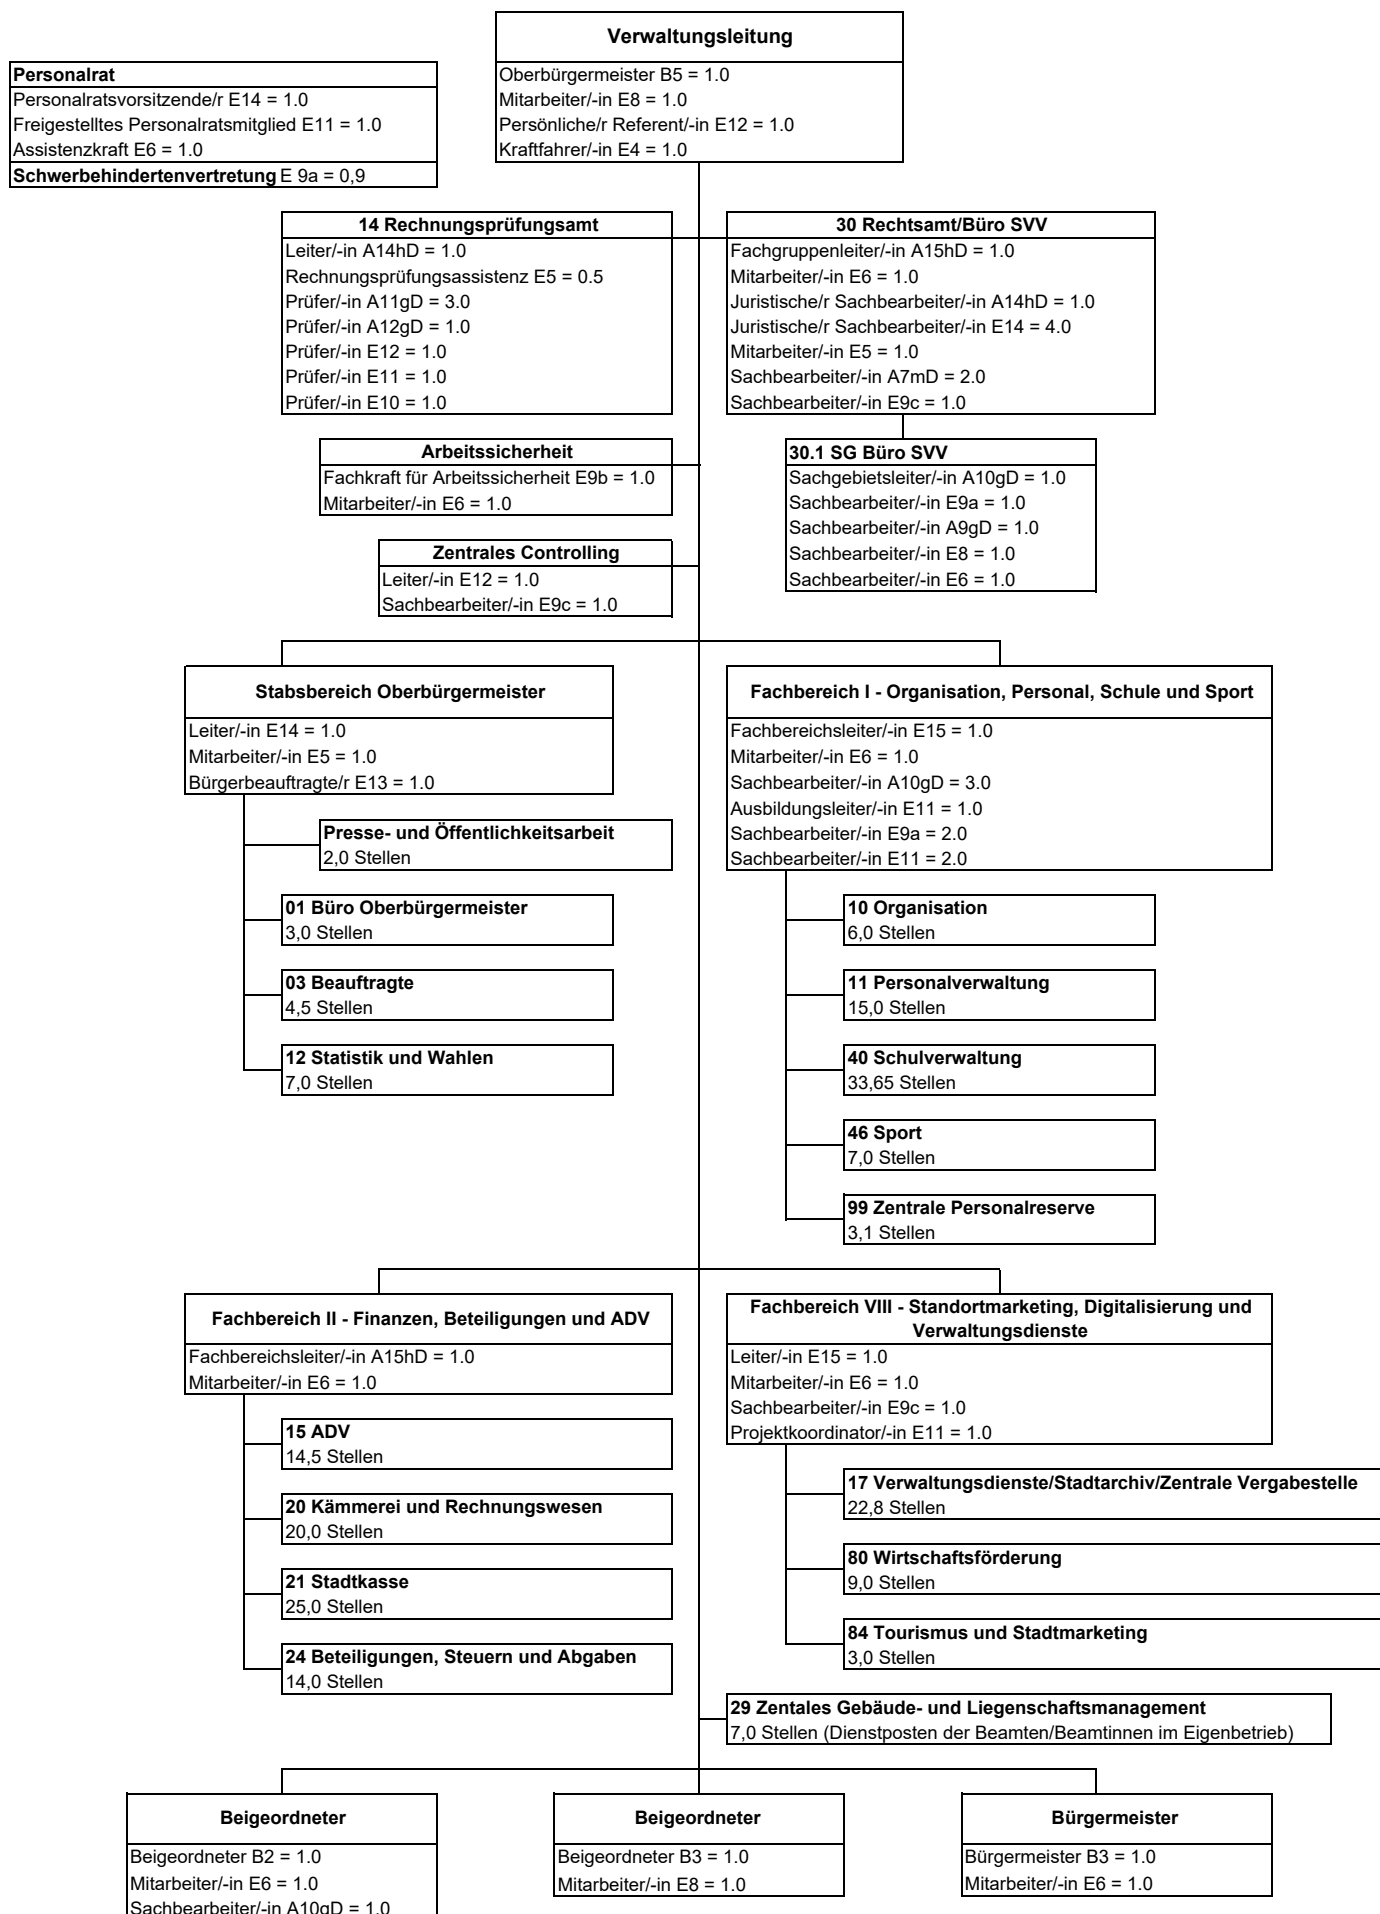 Verwaltungsleitung
Oberbürgermeister B5 = 1.0
Mitarbeiter/-in E8 = 1.0
Persönliche/r Referent/-in E12 = 1.0
Kraftfahrer/-in E4 = 1.0
Personalrat
Personalratsvorsitzende/r E14 = 1.0
Freigestelltes Personalratsmitglied E11 = 1.0
Assistenzkraft E6 = 1.0
Schwerbehindertenvertretung E 9a = 0,9
14 Rechnungsprüfungsamt
Leiter/-in A14hD = 1.0
Rechnungsprüfungsassistenz E5 = 0.5
Prüfer/-in A11gD = 3.0
Prüfer/-in A12gD = 1.0
Prüfer/-in E12 = 1.0
Prüfer/-in E11 = 1.0
Prüfer/-in E10 = 1.0
30 Rechtsamt/Büro SVV
Fachgruppenleiter/-in A15hD = 1.0
Mitarbeiter/-in E6 = 1.0
Juristische/r Sachbearbeiter/-in A14hD = 1.0
Juristische/r Sachbearbeiter/-in E14 = 4.0
Mitarbeiter/-in E5 = 1.0
Sachbearbeiter/-in A7mD = 2.0
Sachbearbeiter/-in E9c = 1.0
Arbeitssicherheit
Fachkraft für Arbeitssicherheit E9b = 1.0
Mitarbeiter/-in E6 = 1.0
30.1 SG Büro SVV
Sachgebietsleiter/-in A10gD = 1.0
Sachbearbeiter/-in E9a = 1.0
Sachbearbeiter/-in A9gD = 1.0
Sachbearbeiter/-in E8 = 1.0
Sachbearbeiter/-in E6 = 1.0
Zentrales Controlling
Leiter/-in E12 = 1.0
Sachbearbeiter/-in E9c = 1.0
Stabsbereich Oberbürgermeister
Leiter/-in E14 = 1.0
Mitarbeiter/-in E5 = 1.0
Bürgerbeauftragte/r E13 = 1.0
Presse- und Öffentlichkeitsarbeit
2,0 Stellen
01 Büro Oberbürgermeister
3,0 Stellen
03 Beauftragte
4,5 Stellen
12 Statistik und Wahlen
7,0 Stellen
Fachbereich I - Organisation, Personal, Schule und Sport
Fachbereichsleiter/-in E15 = 1.0
Mitarbeiter/-in E6 = 1.0
Sachbearbeiter/-in A10gD = 3.0
Ausbildungsleiter/-in E11 = 1.0
Sachbearbeiter/-in E9a = 2.0
Sachbearbeiter/-in E11 = 2.0
10 Organisation
6,0 Stellen
11 Personalverwaltung
15,0 Stellen
40 Schulverwaltung
33,65 Stellen
46 Sport
7,0 Stellen
99 Zentrale Personalreserve
3,1 Stellen
Fachbereich II - Finanzen, Beteiligungen und ADV
Fachbereichsleiter/-in A15hD = 1.0
Mitarbeiter/-in E6 = 1.0
15 ADV
14,5 Stellen
20 Kämmerei und Rechnungswesen
20,0 Stellen
21 Stadtkasse
25,0 Stellen
24 Beteiligungen, Steuern und Abgaben
14,0 Stellen
Fachbereich VIII - Standortmarketing, Digitalisierung und
Verwaltungsdienste
Leiter/-in E15 = 1.0
Mitarbeiter/-in E6 = 1.0
Sachbearbeiter/-in E9c = 1.0
Projektkoordinator/-in E11 = 1.0
17 Verwaltungsdienste/Stadtarchiv/Zentrale Vergabestelle
22,8 Stellen
80 Wirtschaftsförderung
9,0 Stellen
84 Tourismus und Stadtmarketing
3,0 Stellen
29 Zentales Gebäude- und Liegenschaftsmanagement
7,0 Stellen (Dienstposten der Beamten/Beamtinnen im Eigenbetrieb)
Beigeordneter
Beigeordneter B2 = 1.0
Mitarbeiter/-in E6 = 1.0
Sachbearbeiter/-in A10gD = 1.0
Beigeordneter
Beigeordneter B3 = 1.0
Mitarbeiter/-in E8 = 1.0
Bürgermeister
Bürgermeister B3 = 1.0
Mitarbeiter/-in E6 = 1.0